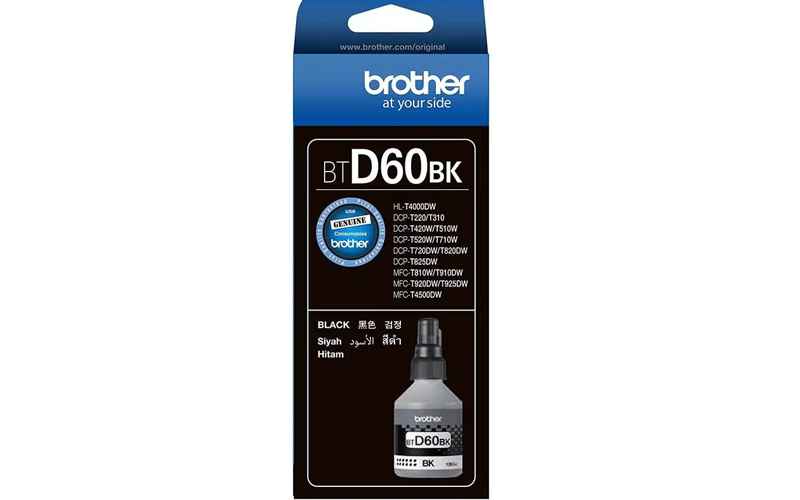 www.brother.com/original
brother
at your side
BTD60BK
use
GENUINE
Consumables
brother
HL-T4000DW
DCP-T220/T310
DCP-T420W/T510W
DCP-T520W/T710W
DCP-T720DW/T820DW
DCP-T825DW
MFC-T810W/T910DW
MFC-T920DW/T925DW
MFC-T4500DW
BLACK 黑色 검정
Siyah الأسود สีดำ
Hitam
brother
BTD60BK
BK